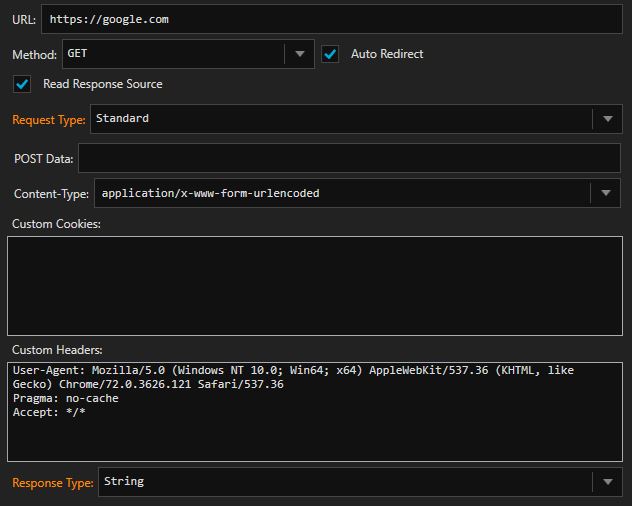 URL: https://google.com
Method: GET Auto Redirect
Read Response Source
Request Type: Standard
POST Data:
Content-Type: application/x-www-form-urlencoded
Custom Cookies:
Custom Headers:
User-Agent: Mozilla/5.0 (Windows NT 10.0; Win64; x64) AppleWebKit/537.36 (KHTML, like
Gecko) Chrome/72.0.3626.121 Safari/537.36
Pragma: no-cache
Accept: */*
Response Type: String